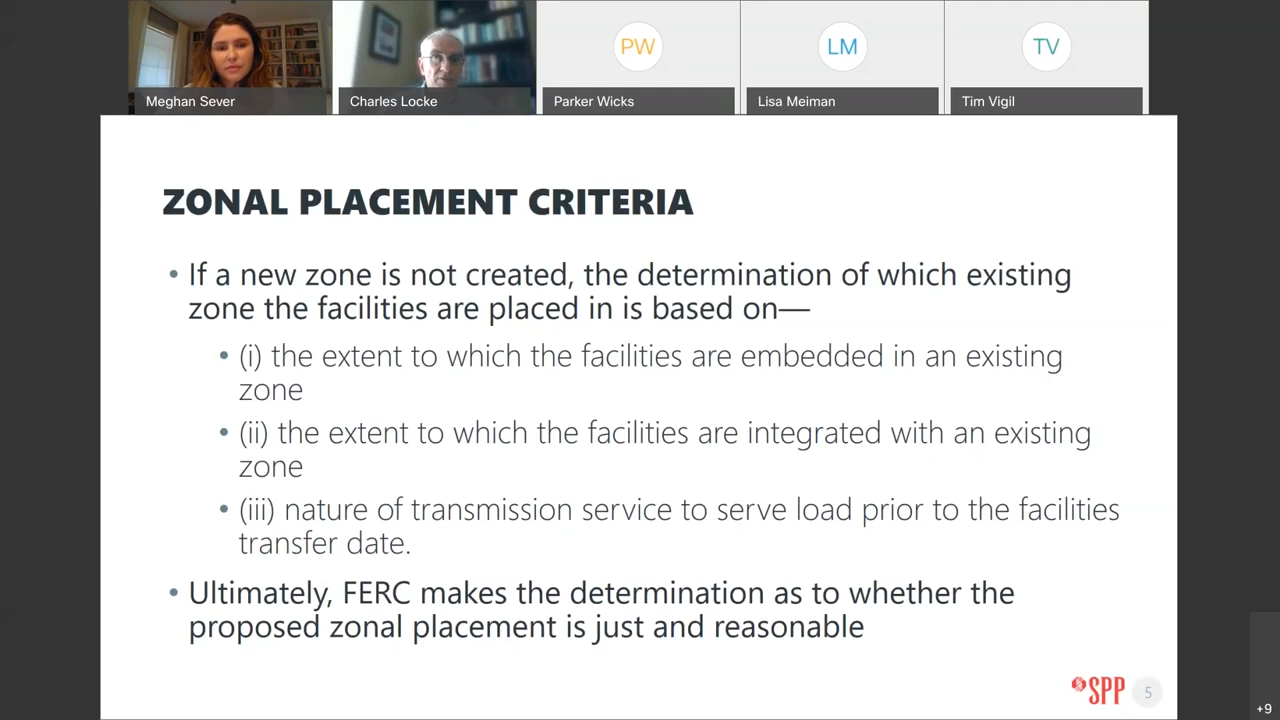 PW
LM
TV
Meghan Sever
Charles Locke
Parker Wicks
Lisa Meiman
Tim Vigil
ZONAL PLACEMENT CRITERIA
• If a new zone is not created, the determination of which existing
zone the facilities are placed in is based on—
• (i) the extent to which the facilities are embedded in an existing
zone
• (ii) the extent to which the facilities are integrated with an existing
zone
• (iii) nature of transmission service to serve load prior to the facilities
transfer date.
• Ultimately, FERC makes the determination as to whether the
proposed zonal placement is just and reasonable
SPP
5
+9